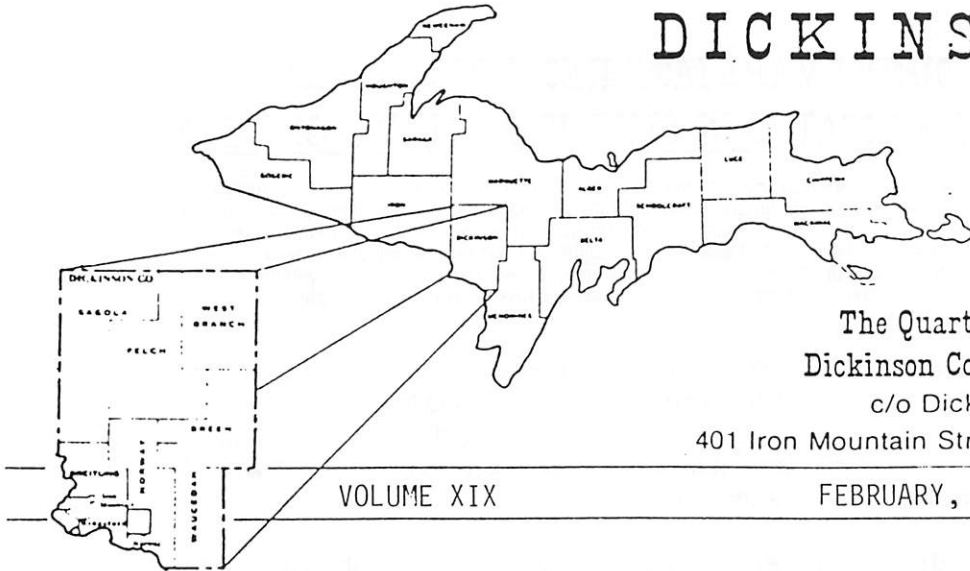 DICKINS
KEWEENAW
HOUGHTON
ONTONAGON
BARAGA
GOGEBIC
MARQUETTE
LUCE
CHIPPEWA
ALGER
IRON
SCHOOLCRAFT
MACKINAC
DICKINSON
DELTA
MENOMINEE
DICKINSON CO
SAGOLA
WEST
BRANCH
FELCH
BREEN
NORWAY
BREITUNG
WAUCEDAH
The Quart
Dickinson Co
c/o Dick
401 Iron Mountain Str
VOLUME XIX FEBRUARY,